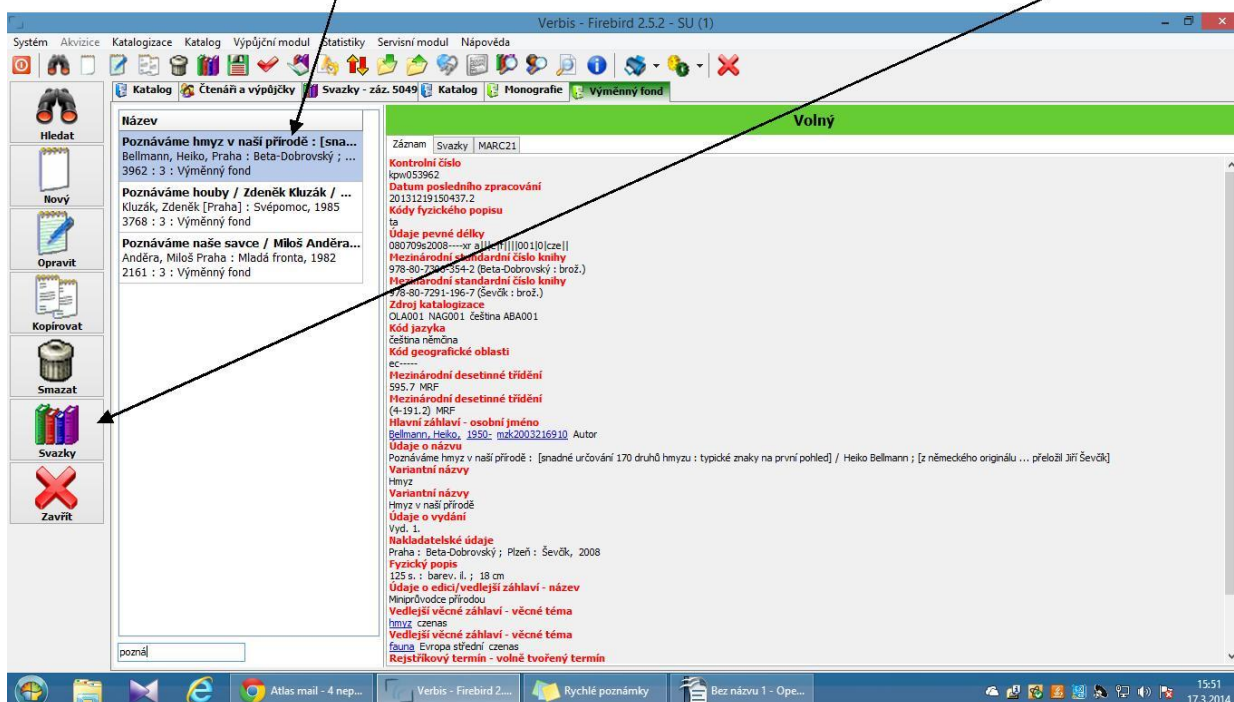 Verbis - Firebird 2.5.2 - SU (1)
Systém Akvizice Katalogizace Katalog Výpůjční modul Statistiky Servisní modul Nápověda
Katalog Čtenáři a výpůjčky Svazky - záz. 5049 Katalog Monografie Výměnný fond
Hledat
Nový
Opravit
Kopírovat
Smazat
Svazky
Zavřít
Název
Poznáváme hmyz v naší přírodě : [sna...
Bellmann, Heiko, Praha : Beta-Dobrovský ; ...
3962 : 3 : Výměnný fond
Poznáváme houby / Zdeněk Kluzák / ...
Kluzák, Zdeněk [Praha] : Svépomoc, 1985
3768 : 3 : Výměnný fond
Poznáváme naše savce / Miloš Anděra...
Anděra, Miloš Praha : Mladá fronta, 1982
2161 : 3 : Výměnný fond
pozná
Volný
Záznam Svazky MARC21
Kontrolní číslo
kpw053962
Datum posledního zpracování
20131219150437.2
Kódy fyzického popisu
ta
Údaje pevné délky
080709s2008----xr
Mezinárodní standardní číslo knihy
(Beta-Dobrovský : brož.)
Mezinárodní standardní číslo knihy
978-80-7291-196-7 (Ševčík : brož.)
Zdroj katalogizace
OLA001 NAG001 čeština ABA001
Kód jazyka
čeština němčina
Kód geografické oblasti
ec-----
Mezinárodní desetinné třídění
595.7 MRF
Mezinárodní desetinné třídění
(4-191.2) MRF
Hlavní záhlaví - osobní jméno
Bellmann, Heiko, 1950- mzk2003216910 Autor
Údaje o názvu
Poznáváme hmyz v naší přírodě : [snadné určování 170 druhů hmyzu : typické znaky na první pohled] / Heiko Bellmann ; [z německého originálu ... přeložil Jiří Ševčík]
Variantní názvy
Hmyz
Variantní názvy
Hmyz v naší přírodě
Údaje o vydání
Vyd. 1.
Nakladatelské údaje
Praha : Beta-Dobrovský ; Plzeň : Ševčík, 2008
Fyzický popis
125 s. : barev. il. ; 18 cm
Údaje o edici/vedlejší záhlaví - název
Miniprůvodce přírodou
Vedlejší věcné záhlaví - věcné téma
hmyz czenas
Vedlejší věcné záhlaví - věcné téma
fauna Evropa střední czenas
Rejstříkový termín - volně tvořený termín
Atlas mail - 4 nep... Verbis - Firebird 2.... Rychlé poznámky Bez názvu 1 - Ope...
15:51
17.3.2014